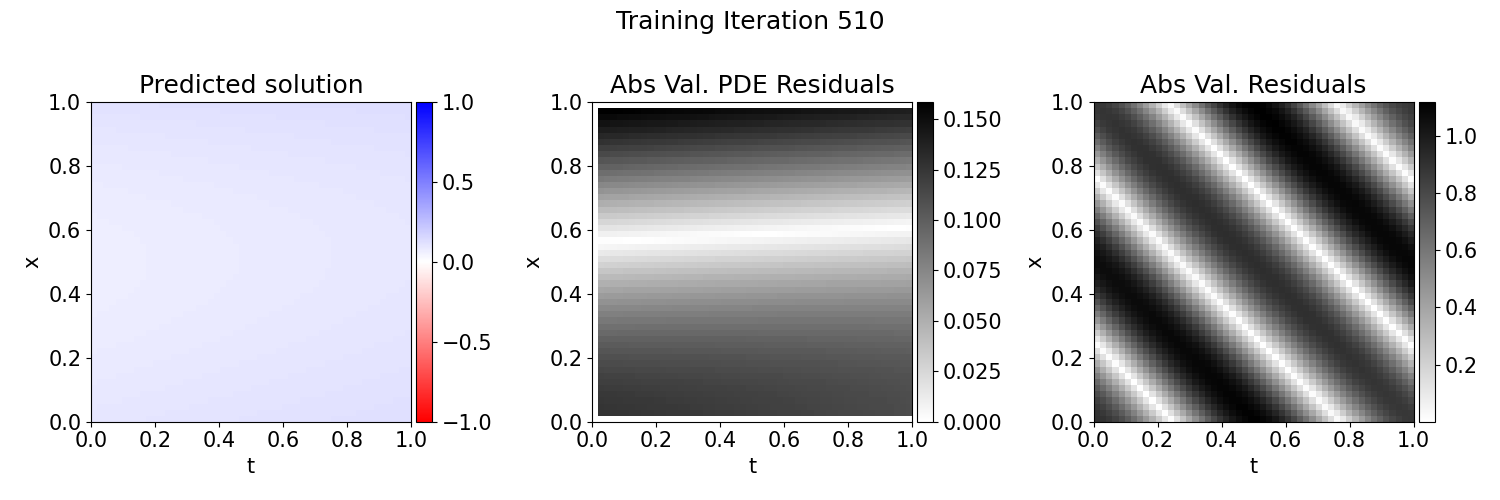 Training Iteration 510
Predicted solution
Abs Val. PDE Residuals
Abs Val. Residuals
1.0
0.8
0.6
0.4
0.2
0.0
x
0.0 0.2 0.4 0.6 0.8 1.0
t
1.0
0.5
0.0
−0.5
−1.0
1.0
0.8
0.6
0.4
0.2
0.0
x
0.0 0.2 0.4 0.6 0.8 1.0
t
0.150
0.125
0.100
0.075
0.050
0.025
0.000
1.0
0.8
0.6
0.4
0.2
0.0
x
0.0 0.2 0.4 0.6 0.8 1.0
t
1.0
0.8
0.6
0.4
0.2